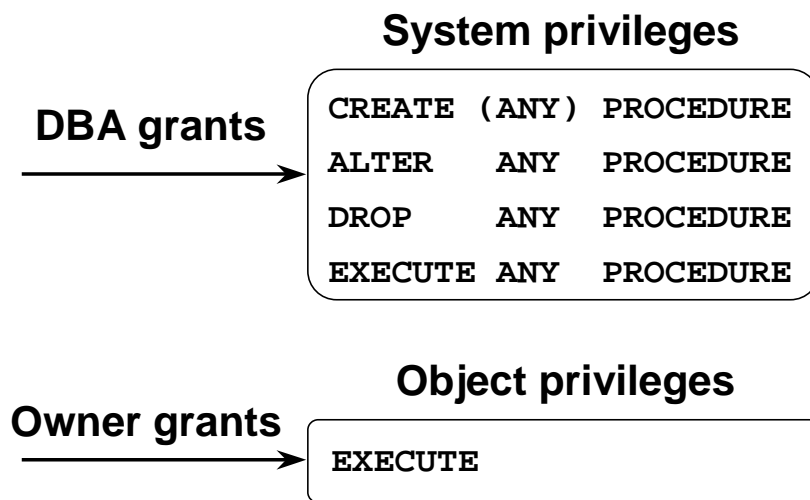 System privileges
DBA grants
CREATE (ANY) PROCEDURE
ALTER ANY PROCEDURE
DROP ANY PROCEDURE
EXECUTE ANY PROCEDURE
Object privileges
Owner grants
EXECUTE